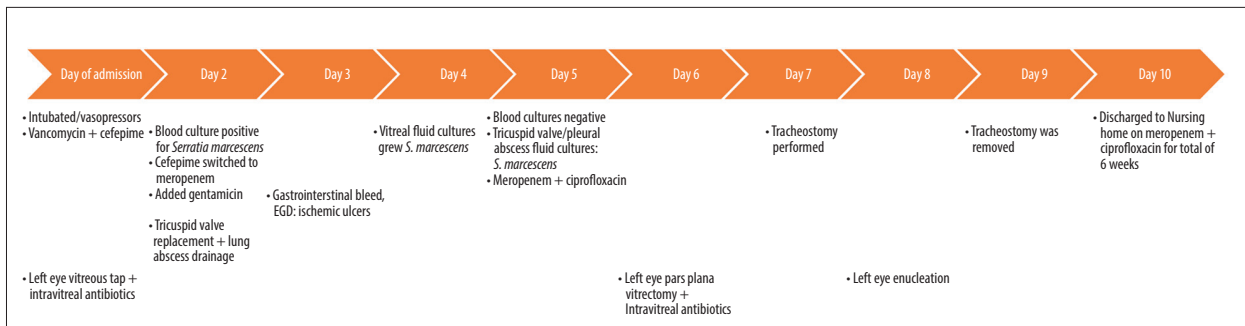 Day of admission
Day 2
Day 3
Day 4
Day 5
Day 6
Day 7
Day 8
Day 9
Day 10
• Intubated/vasopressors
• Vancomycin + cefepime
• Left eye vitreous tap +
intravitreal antibiotics
• Blood culture positive
for Serratia marcescens
• Cefepime switched to
meropenem
• Added gentamicin
• Tricuspid valve
replacement + lung
abscess drainage
• Gastrointerstinal bleed,
EGD: ischemic ulcers
• Vitreal fluid cultures
grew S. marcescens
• Blood cultures negative
• Tricuspid valve/pleural
abscess fluid cultures:
S. marcescens
• Meropenem + ciprofloxacin
• Left eye pars plana
vitrectomy +
Intravitreal antibiotics
• Tracheostomy
performed
• Left eye enucleation
• Tracheostomy was
removed
• Discharged to Nursing
home on meropenem +
ciprofloxacin for total of
6 weeks